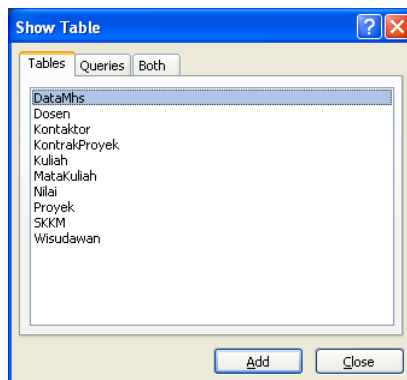 Show Table
Tables Queries Both
DataMhs
Dosen
Kontaktor
KontrakProyek
Kuliah
MataKuliah
Nilai
Proyek
SKKM
Wisudawan
Add Close